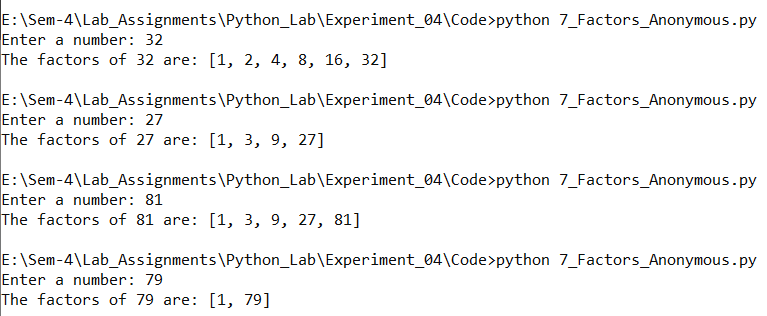 E:\Sem-4\Lab_Assignments\Python_Lab\Experiment_04\Code>python 7_Factors_Anonymous.py
Enter a number: 32
The factors of 32 are: [1, 2, 4, 8, 16, 32]
E:\Sem-4\Lab_Assignments\Python_Lab\Experiment_04\Code>python 7_Factors_Anonymous.py
Enter a number: 27
The factors of 27 are: [1, 3, 9, 27]
E:\Sem-4\Lab_Assignments\Python_Lab\Experiment_04\Code>python 7_Factors_Anonymous.py
Enter a number: 81
The factors of 81 are: [1, 3, 9, 27, 81]
E:\Sem-4\Lab_Assignments\Python_Lab\Experiment_04\Code>python 7_Factors_Anonymous.py
Enter a number: 79
The factors of 79 are: [1, 79]